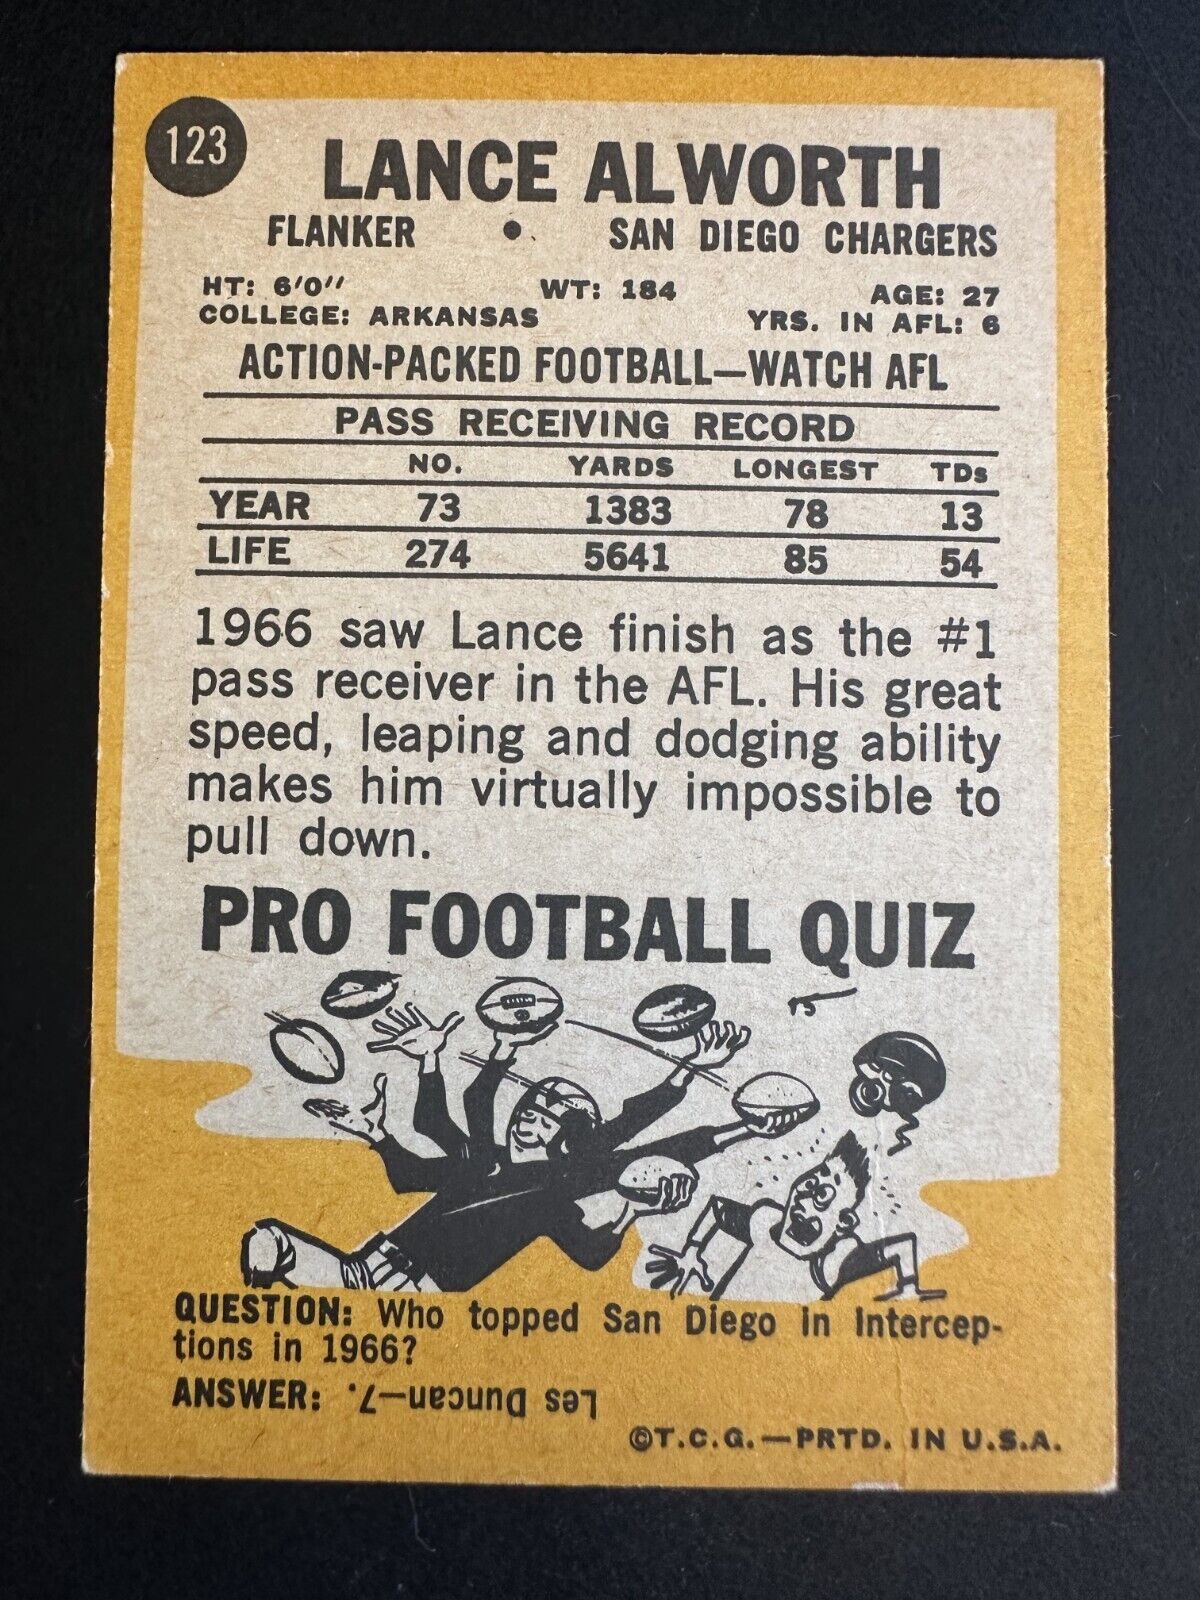 123
LANCE ALWORTH
FLANKER • SAN DIEGO CHARGERS
HT: 6'0" WT: 184 AGE: 27
COLLEGE: ARKANSAS YRS. IN AFL: 6
ACTION-PACKED FOOTBALL—WATCH AFL
PASS RECEIVING RECORD
NO. YARDS LONGEST TDs
YEAR 73 1383 78 13
LIFE 274 5641 85 54
1966 saw Lance finish as the #1
pass receiver in the AFL. His great
speed, leaping and dodging ability
makes him virtually impossible to
pull down.
PRO FOOTBALL QUIZ
QUESTION: Who topped San Diego in Intercep-
tions in 1966?
ANSWER: Les Duncan—7.
©T.C.G.—PRTD. IN U.S.A.